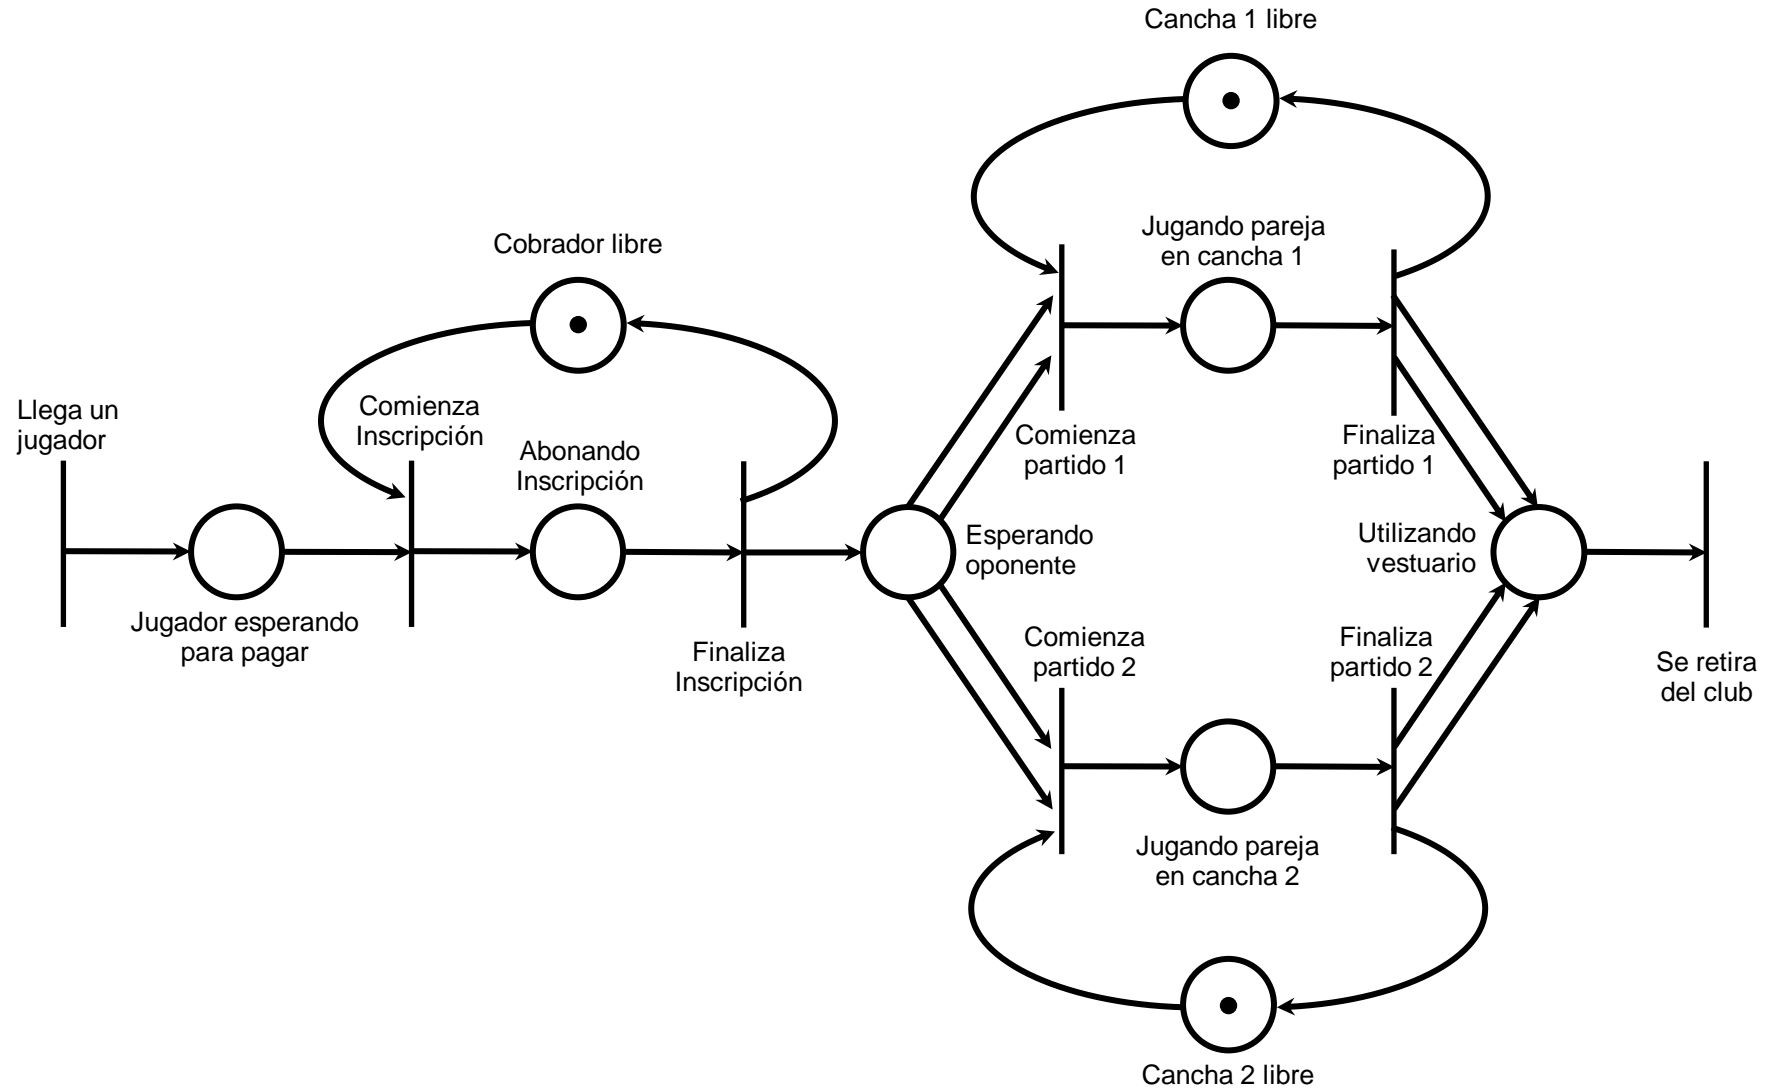 Cancha 1 libre
Jugando pareja
en cancha 1
Cobrador libre
Llega un
jugador
Comienza
Inscripción
Abonando
Inscripción
Comienza
partido 1
Finaliza
partido 1
Esperando
oponente
Utilizando
vestuario
Jugador esperando
para pagar
Finaliza
Inscripción
Comienza
partido 2
Finaliza
partido 2
Se retira
del club
Jugando pareja
en cancha 2
Cancha 2 libre